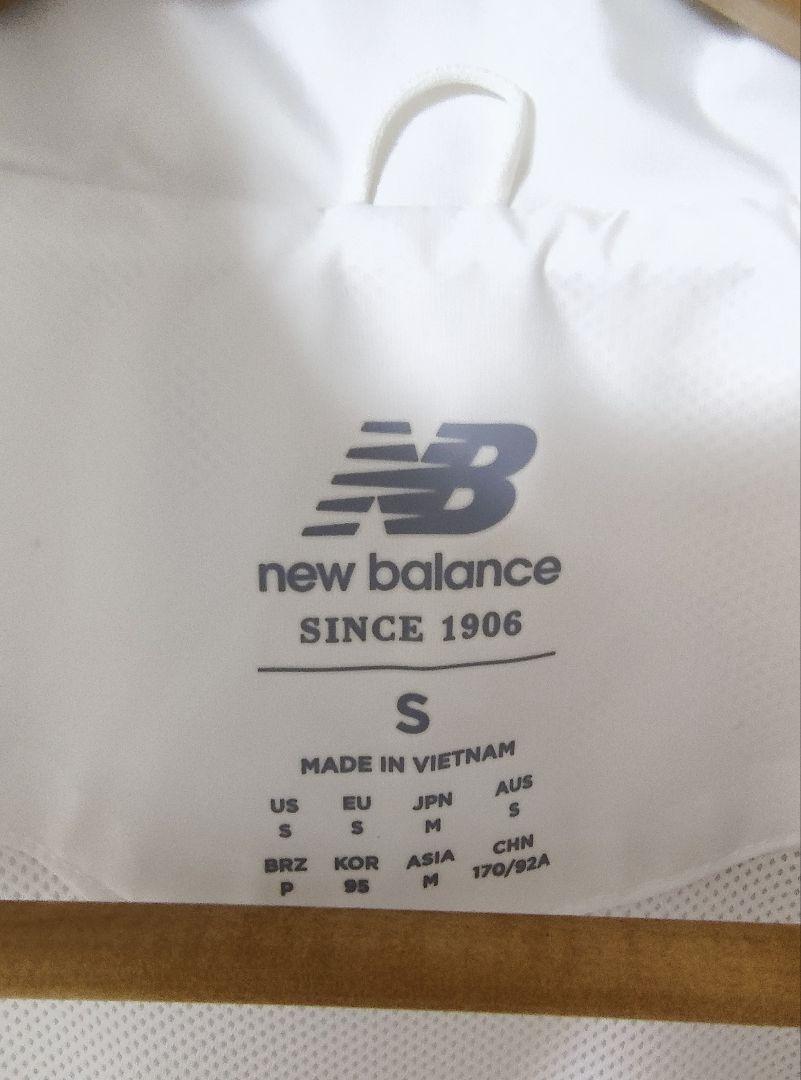 NB
new balance
SINCE 1906
S
MADE IN VIETNAM
US EU JPN AUS
S S M S
BRZ KOR ASIA CHN
P 95 M 170/92A